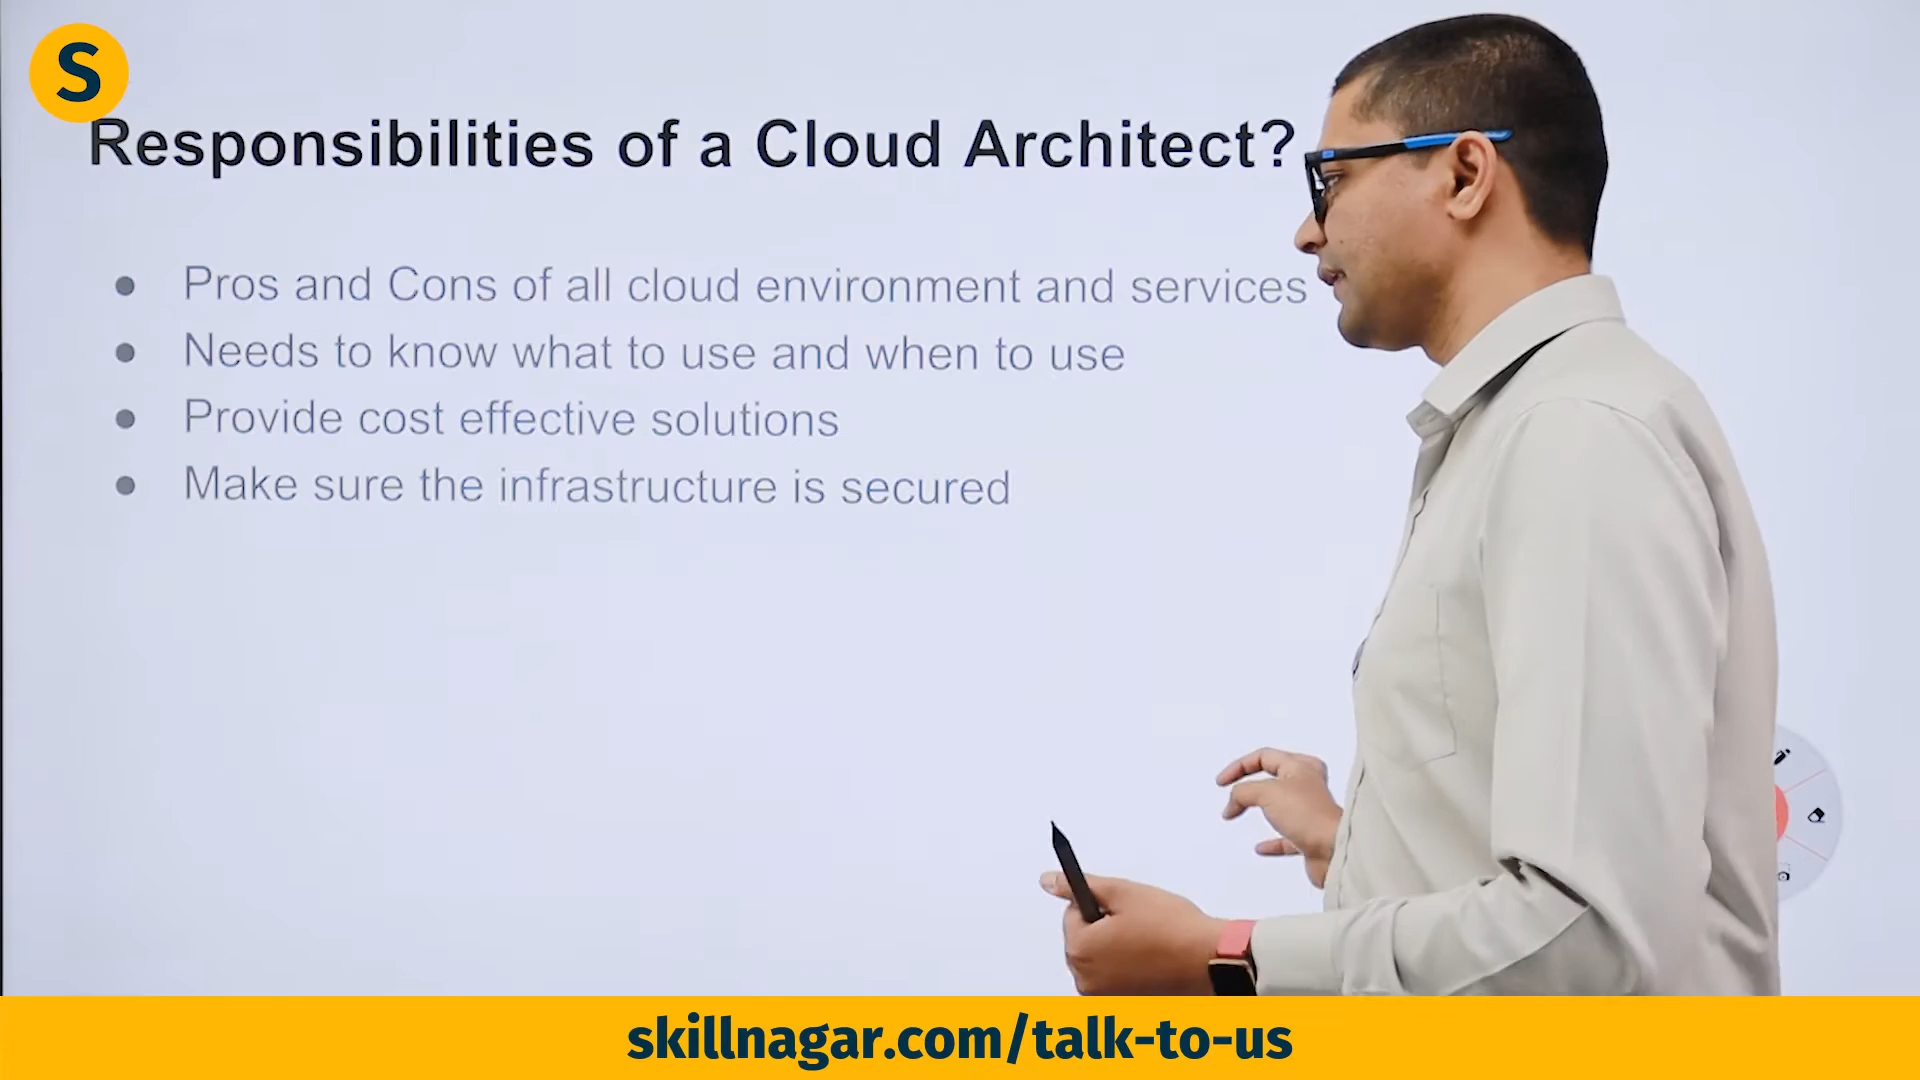 S
Responsibilities of a Cloud Architect?
● Pros and Cons of all cloud environment and services
● Needs to know what to use and when to use
● Provide cost effective solutions
● Make sure the infrastructure is secured
skillnagar.com/talk-to-us